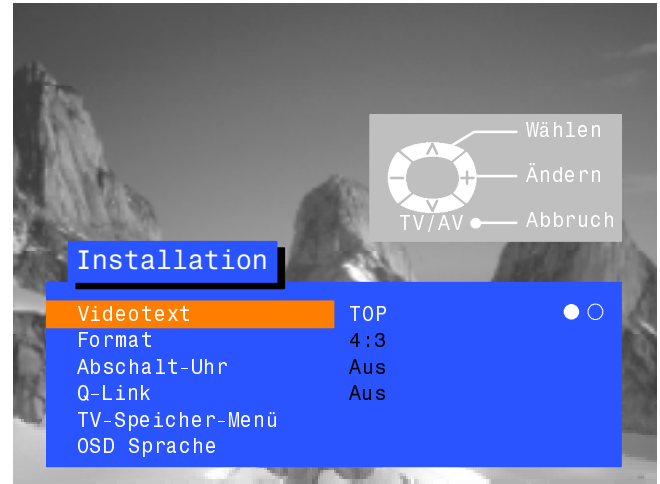 Wählen
Ändern
TV/AV Abbruch
Installation
Videotext TOP
Format 4:3
Abschalt-Uhr Aus
Q-Link Aus
TV-Speicher-Menü
OSD Sprache